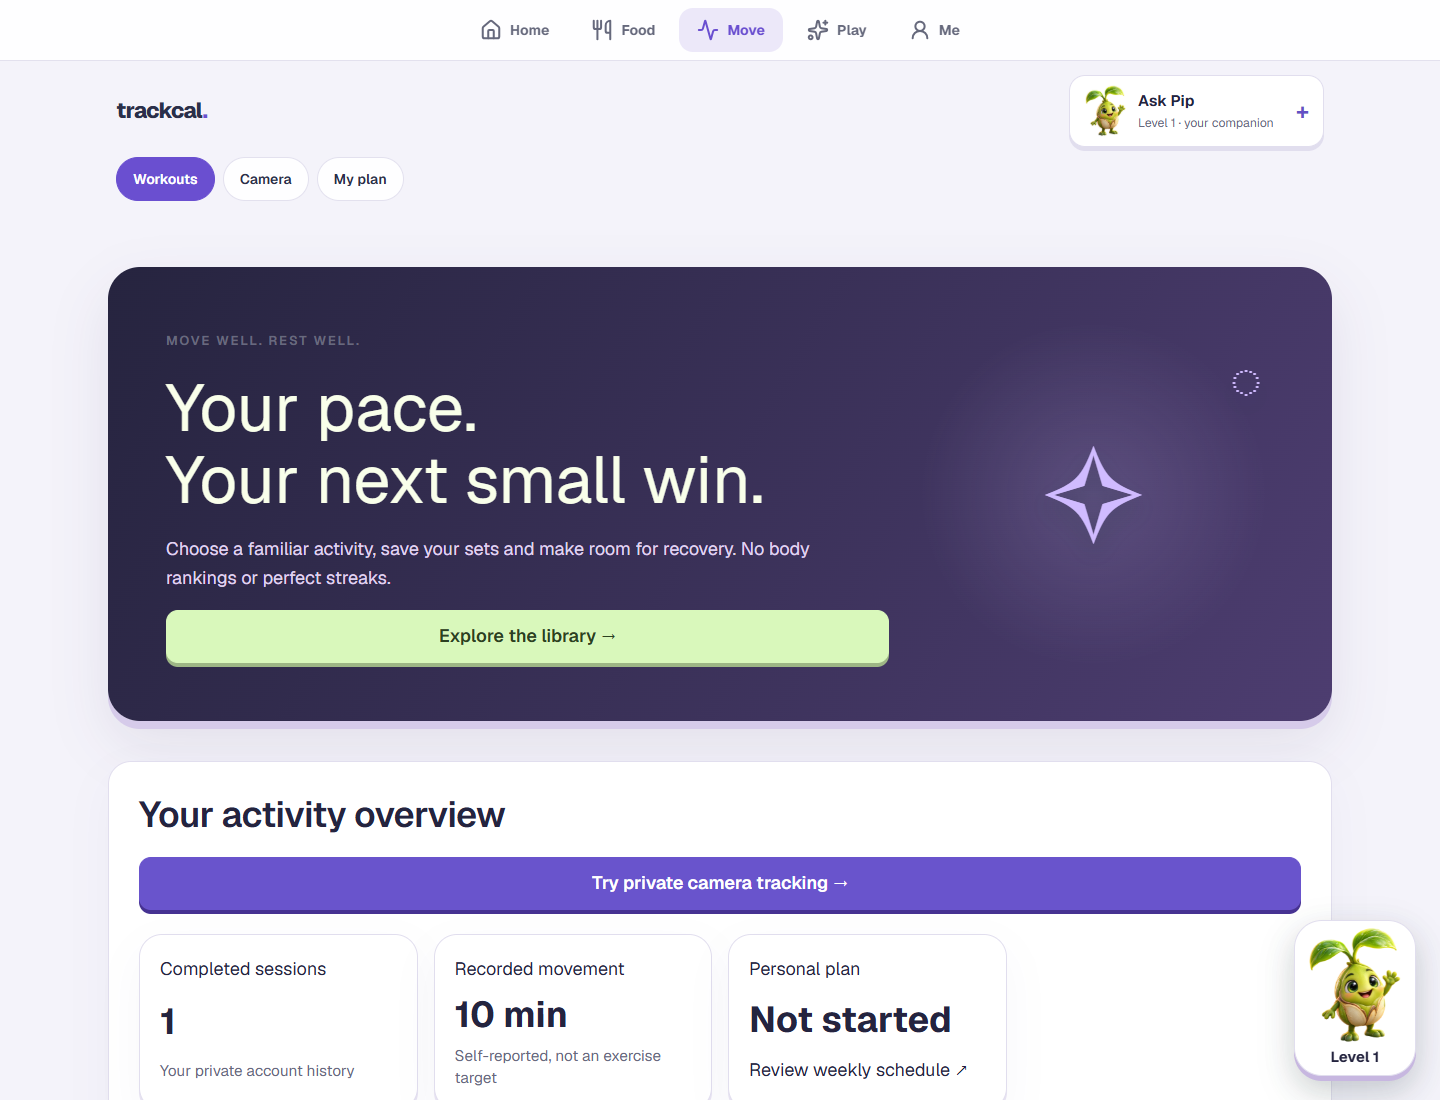 Home
Food
Move
Play
Me
trackcal.
Ask Pip
Level 1 · your companion
+
Workouts
Camera
My plan
MOVE WELL. REST WELL.
Your pace.
Your next small win.
Choose a familiar activity, save your sets and make room for recovery. No body
rankings or perfect streaks.
Explore the library →
Your activity overview
Try private camera tracking →
Completed sessions
1
Your private account history
Recorded movement
10 min
Self-reported, not an exercise
target
Personal plan
Not started
Review weekly schedule ↗
Level 1